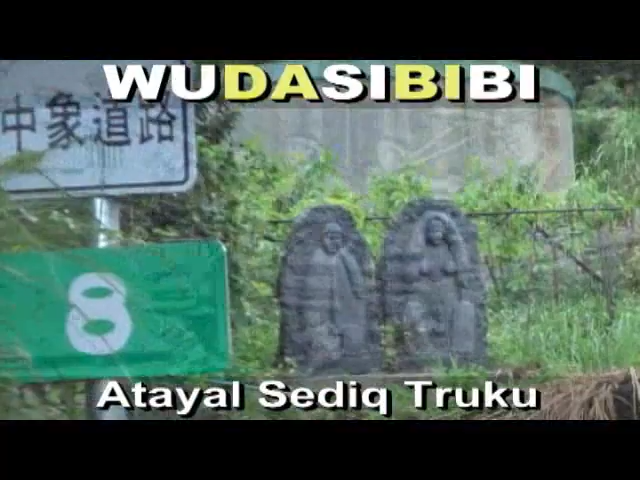 WUDASIBIBI
中象道路
8
Atayal Sediq Truku